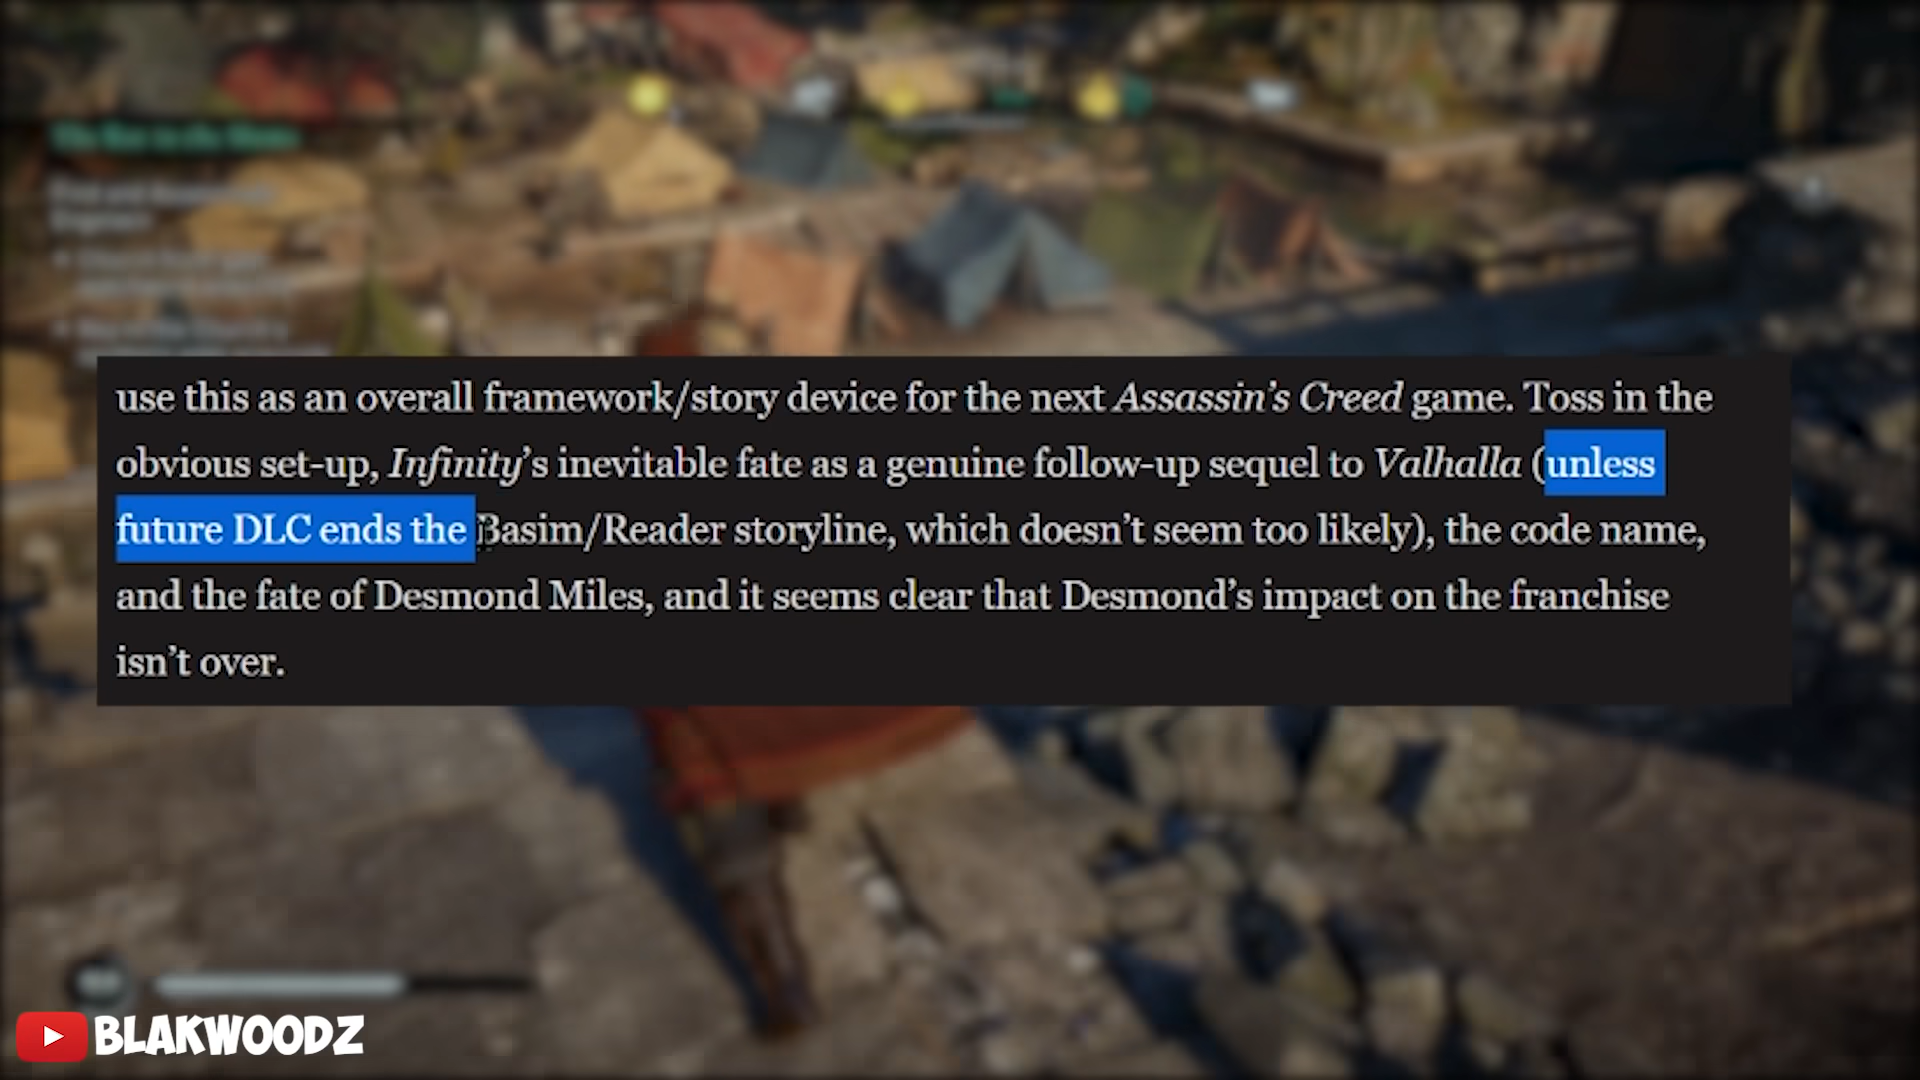 use this as an overall framework/story device for the next Assassin’s Creed game. Toss in the
obvious set-up, Infinity’s inevitable fate as a genuine follow-up sequel to Valhalla (unless
future DLC ends the Basim/Reader storyline, which doesn’t seem too likely), the code name,
and the fate of Desmond Miles, and it seems clear that Desmond’s impact on the franchise
isn’t over.
BLAKWOODZ